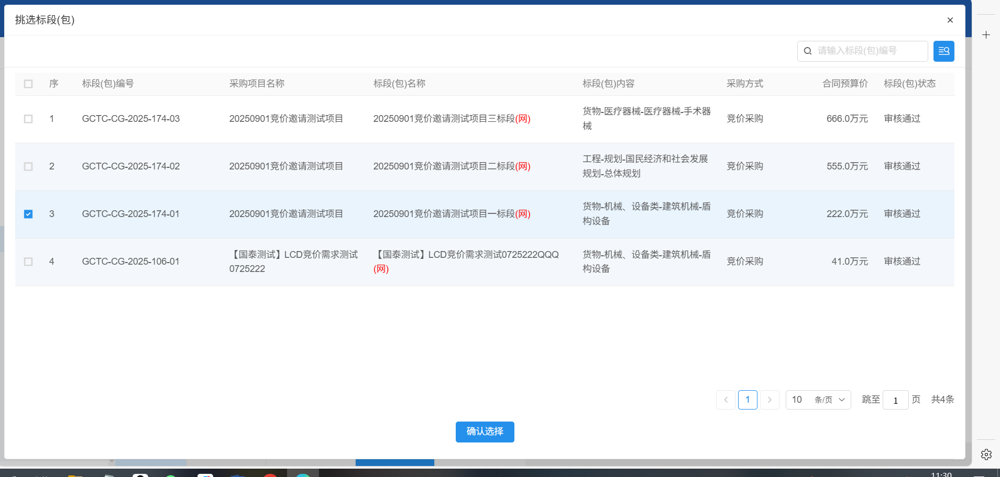 挑选标段(包)
请输入标段(包)编号
序 标段(包)编号 采购项目名称 标段(包)名称 标段(包)内容 采购方式 合同预算价 标段(包)状态
1 GCTC-CG-2025-174-03 20250901竞价邀请测试项目 20250901竞价邀请测试项目三标段(网) 货物-医疗器械-医疗器械-手术器 竞价采购 666.0万元 审核通过
械
2 GCTC-CG-2025-174-02 20250901竞价邀请测试项目 20250901竞价邀请测试项目二标段(网) 工程-规划-国民经济和社会发展 竞价采购 555.0万元 审核通过
规划-总体规划
3 GCTC-CG-2025-174-01 20250901竞价邀请测试项目 20250901竞价邀请测试项目一标段(网) 货物-机械、设备类-建筑机械-盾 竞价采购 222.0万元 审核通过
构设备
4 GCTC-CG-2025-106-01 【国泰测试】LCD竞价需求测试 【国泰测试】LCD竞价需求测试0725222QQQ 货物-机械、设备类-建筑机械-盾 竞价采购 41.0万元 审核通过
0725222 (网) 构设备
1 10 条/页 跳至 1 页 共4条
确认选择
11:30